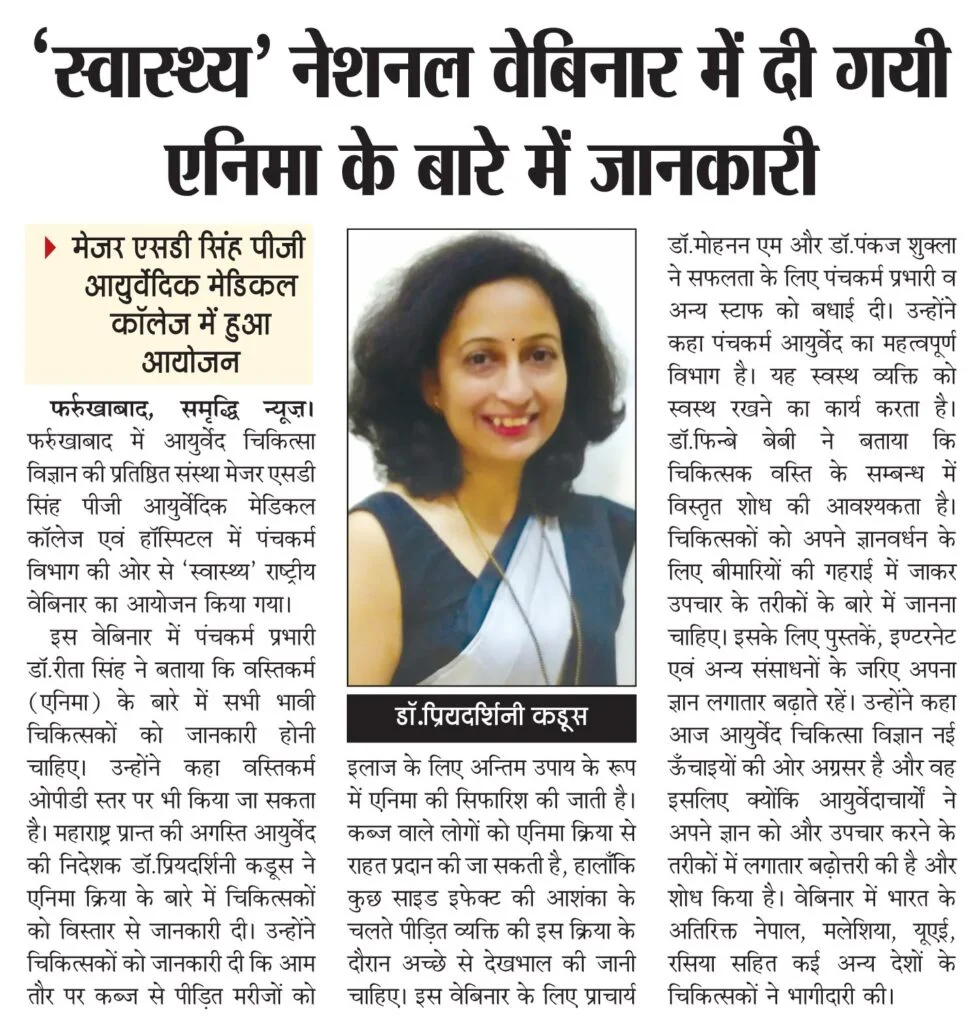 ‘स्वास्थ्य’ नेशनल वेबिनार में दी गयी
एनिमा के बारे में जानकारी
मेजर एसडी सिंह पीजी
आयुर्वेदिक मेडिकल
कॉलेज में हुआ
आयोजन
फर्रुखाबाद, समृद्धि न्यूज़।
फर्रुखाबाद में आयुर्वेद चिकित्सा
विज्ञान की प्रतिष्ठित संस्था मेजर एसडी
सिंह पीजी आयुर्वेदिक मेडिकल
कॉलेज एवं हॉस्पिटल में पंचकर्म
विभाग की ओर से ‘स्वास्थ्य’ राष्ट्रीय
वेबिनार का आयोजन किया गया।
इस वेबिनार में पंचकर्म प्रभारी
डॉ.रीता सिंह ने बताया कि वस्तिकर्म
(एनिमा) के बारे में सभी भावी
चिकित्सकों को जानकारी होनी
चाहिए। उन्होंने कहा वस्तिकर्म
ओपीडी स्तर पर भी किया जा सकता
है। महाराष्ट्र प्रान्त की अगस्ति आयुर्वेद
की निदेशक डॉ.प्रियदर्शिनी कडूस ने
एनिमा क्रिया के बारे में चिकित्सकों
को विस्तार से जानकारी दी। उन्होंने
चिकित्सकों को जानकारी दी कि आम
तौर पर कब्ज से पीड़ित मरीजों को
डॉ.प्रियदर्शिनी कडूस
इलाज के लिए अन्तिम उपाय के रूप
में एनिमा की सिफारिश की जाती है।
कब्ज वाले लोगों को एनिमा क्रिया से
राहत प्रदान की जा सकती है, हालाँकि
कुछ साइड इफेक्ट की आशंका के
चलते पीड़ित व्यक्ति की इस क्रिया के
दौरान अच्छे से देखभाल की जानी
चाहिए। इस वेबिनार के लिए प्राचार्य
डॉ.मोहनन एम और डॉ.पंकज शुक्ला
ने सफलता के लिए पंचकर्म प्रभारी व
अन्य स्टाफ को बधाई दी। उन्होंने
कहा पंचकर्म आयुर्वेद का महत्वपूर्ण
विभाग है। यह स्वस्थ व्यक्ति को
स्वस्थ रखने का कार्य करता है।
डॉ.फिन्बे बेबी ने बताया कि
चिकित्सक वस्ति के सम्बन्ध में
विस्तृत शोध की आवश्यकता है।
चिकित्सकों को अपने ज्ञानवर्धन के
लिए बीमारियों की गहराई में जाकर
उपचार के तरीकों के बारे में जानना
चाहिए। इसके लिए पुस्तकें, इण्टरनेट
एवं अन्य संसाधनों के जरिए अपना
ज्ञान लगातार बढ़ाते रहें। उन्होंने कहा
आज आयुर्वेद चिकित्सा विज्ञान नई
ऊँचाइयों की ओर अग्रसर है और वह
इसलिए क्योंकि आयुर्वेदाचार्यों ने
अपने ज्ञान को और उपचार करने के
तरीकों में लगातार बढ़ोत्तरी की है और
शोध किया है। वेबिनार में भारत के
अतिरिक्त नेपाल, मलेशिया, यूएई,
रसिया सहित कई अन्य देशों के
चिकित्सकों ने भागीदारी की।